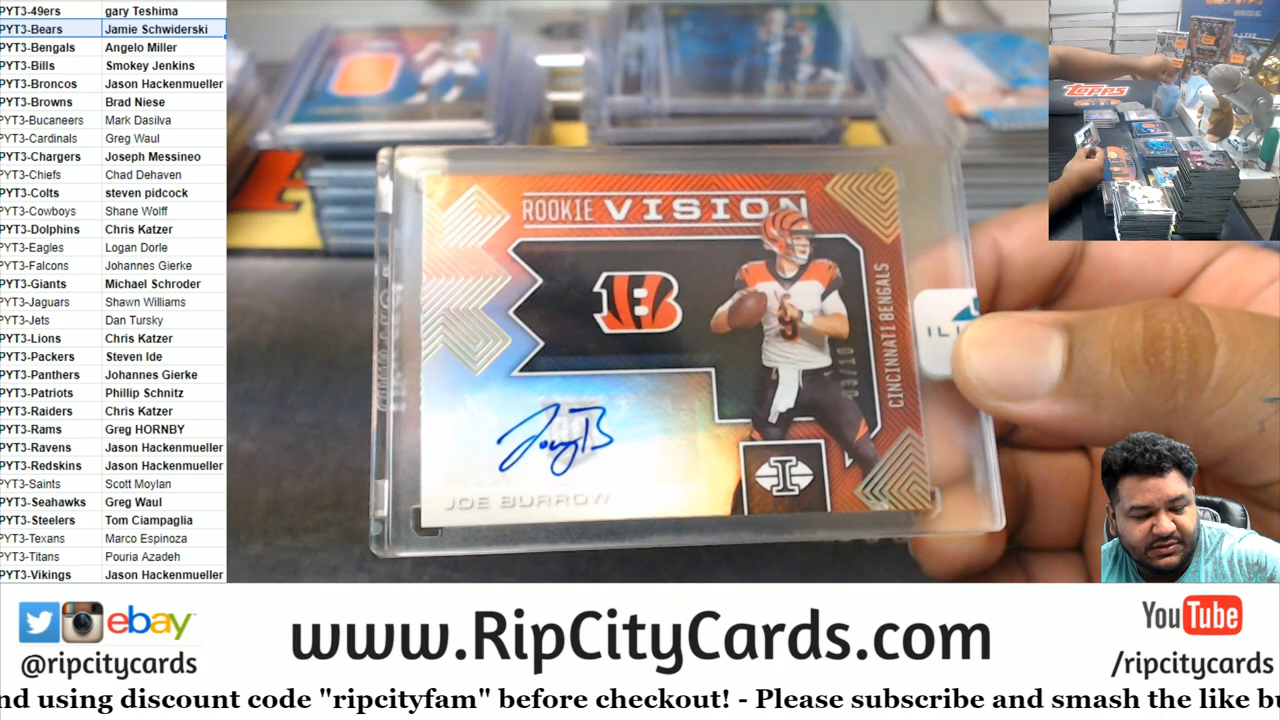 PYT3-49ers gary Teshima
PYT3-Bears Jamie Schwiderski
PYT3-Bengals Angelo Miller
PYT3-Bills Smokey Jenkins
PYT3-Broncos Jason Hackenmueller
PYT3-Browns Brad Niese
PYT3-Bucaneers Mark Dasilva
PYT3-Cardinals Greg Waul
PYT3-Chargers Joseph Messineo
PYT3-Chiefs Chad Dehaven
PYT3-Colts steven pidcock
PYT3-Cowboys Shane Wolff
PYT3-Dolphins Chris Katzer
PYT3-Eagles Logan Dorle
PYT3-Falcons Johannes Gierke
PYT3-Giants Michael Schroder
PYT3-Jaguars Shawn Williams
PYT3-Jets Dan Tursky
PYT3-Lions Chris Katzer
PYT3-Packers Steven Ide
PYT3-Panthers Johannes Gierke
PYT3-Patriots Phillip Schnitz
PYT3-Raiders Chris Katzer
PYT3-Rams Greg HORNBY
PYT3-Ravens Jason Hackenmueller
PYT3-Redskins Jason Hackenmueller
PYT3-Saints Scott Moylan
PYT3-Seahawks Greg Waul
PYT3-Steelers Tom Ciampaglia
PYT3-Texans Marco Espinoza
PYT3-Titans Pouria Azadeh
PYT3-Vikings Jason Hackenmueller
ROOKIE VISION
B
9
03/10
CINCINNATI BENGALS
JOE BURROW
I
topps
ebay
@ripcitycards
www.RipCityCards.com
YouTube
/ripcitycards
nd using discount code "ripcityfam" before checkout! - Please subscribe and smash the like bu